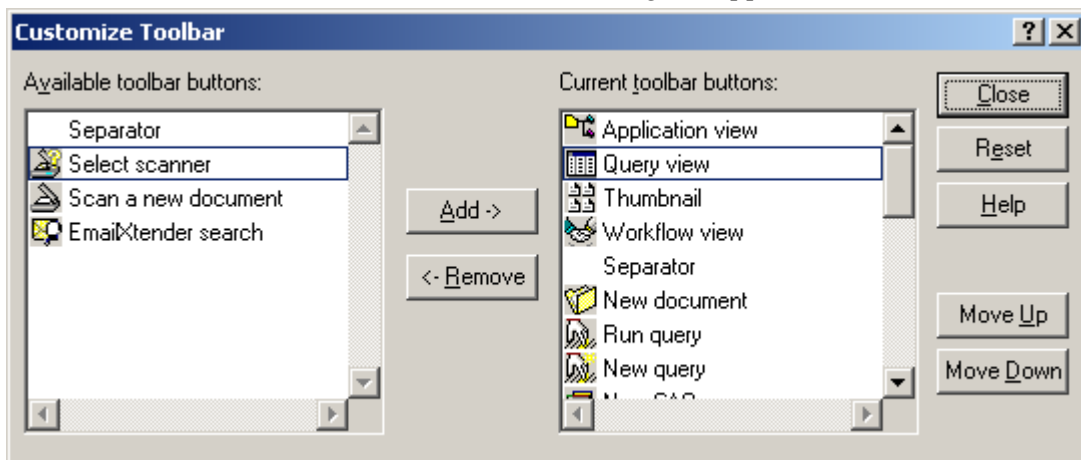 Customize Toolbar
Available toolbar buttons:
Separator
Select scanner
Scan a new document
EmailXtender search
Add ->
<- Remove
Current toolbar buttons:
Application view
Query view
Thumbnail
Workflow view
Separator
New document
Run query
New query
Close
Reset
Help
Move Up
Move Down